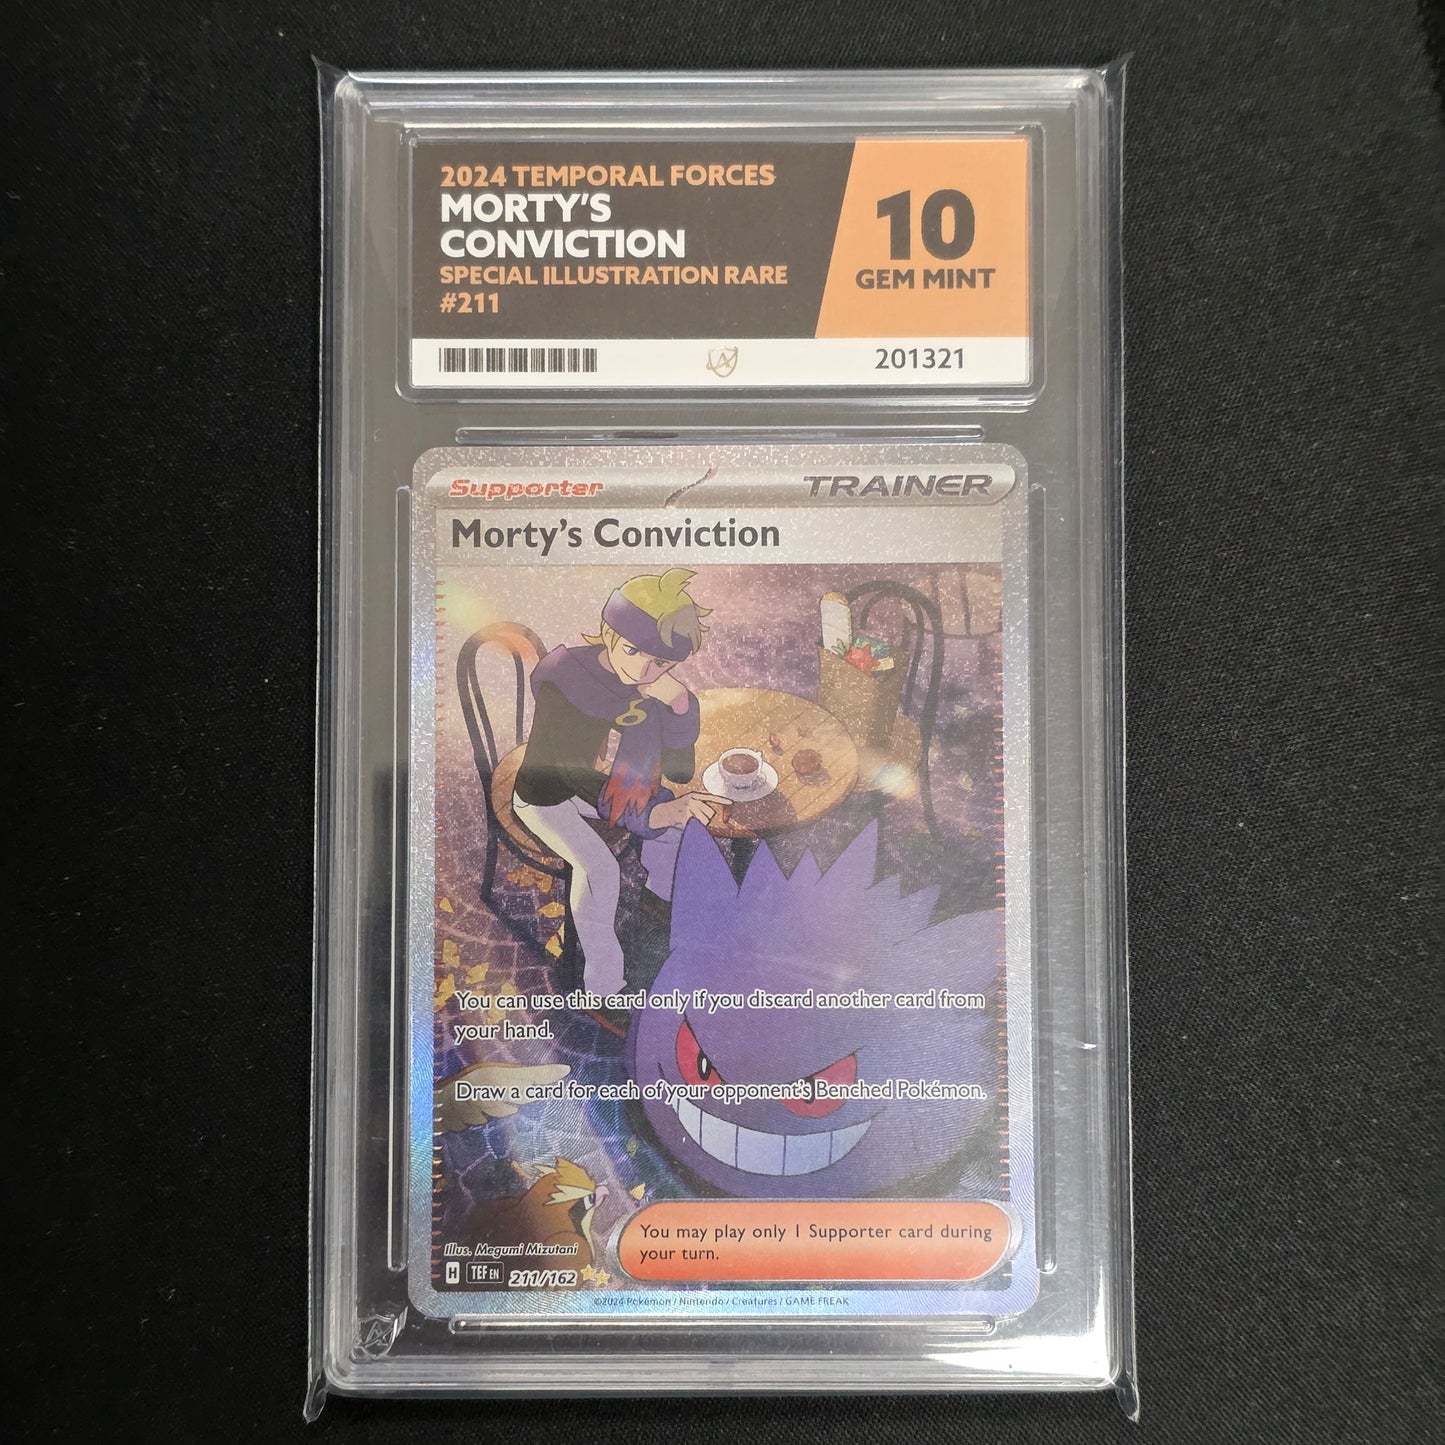 2024 TEMPORAL FORCES
MORTY'S
CONVICTION
SPECIAL ILLUSTRATION RARE
#211
10
GEM MINT
201321
Supporter
TRAINER
Morty's Conviction
You can use this card only if you discard another card from
your hand.
Draw a card for each of your opponent's Benched Pokémon.
You may play only 1 Supporter card during
your turn.
Illus. Megumi Mizutani
H TEF EN 211/162
©2024 Pokémon / Nintendo / Creatures / GAME FREAK